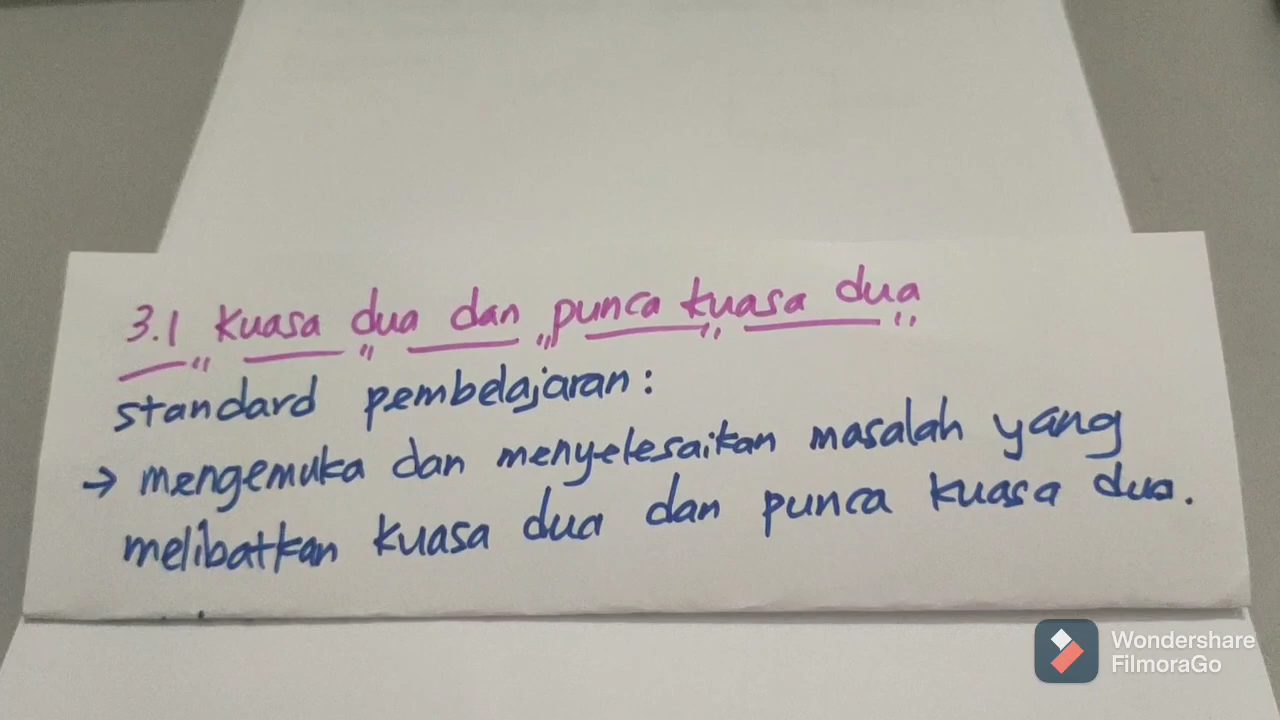 3.1 Kuasa dua dan punca kuasa dua
standard pembelajaran:
→ mengemuka dan menyelesaikan masalah yang
melibatkan kuasa dua dan punca kuasa dua.
Wondershare
FilmoraGo